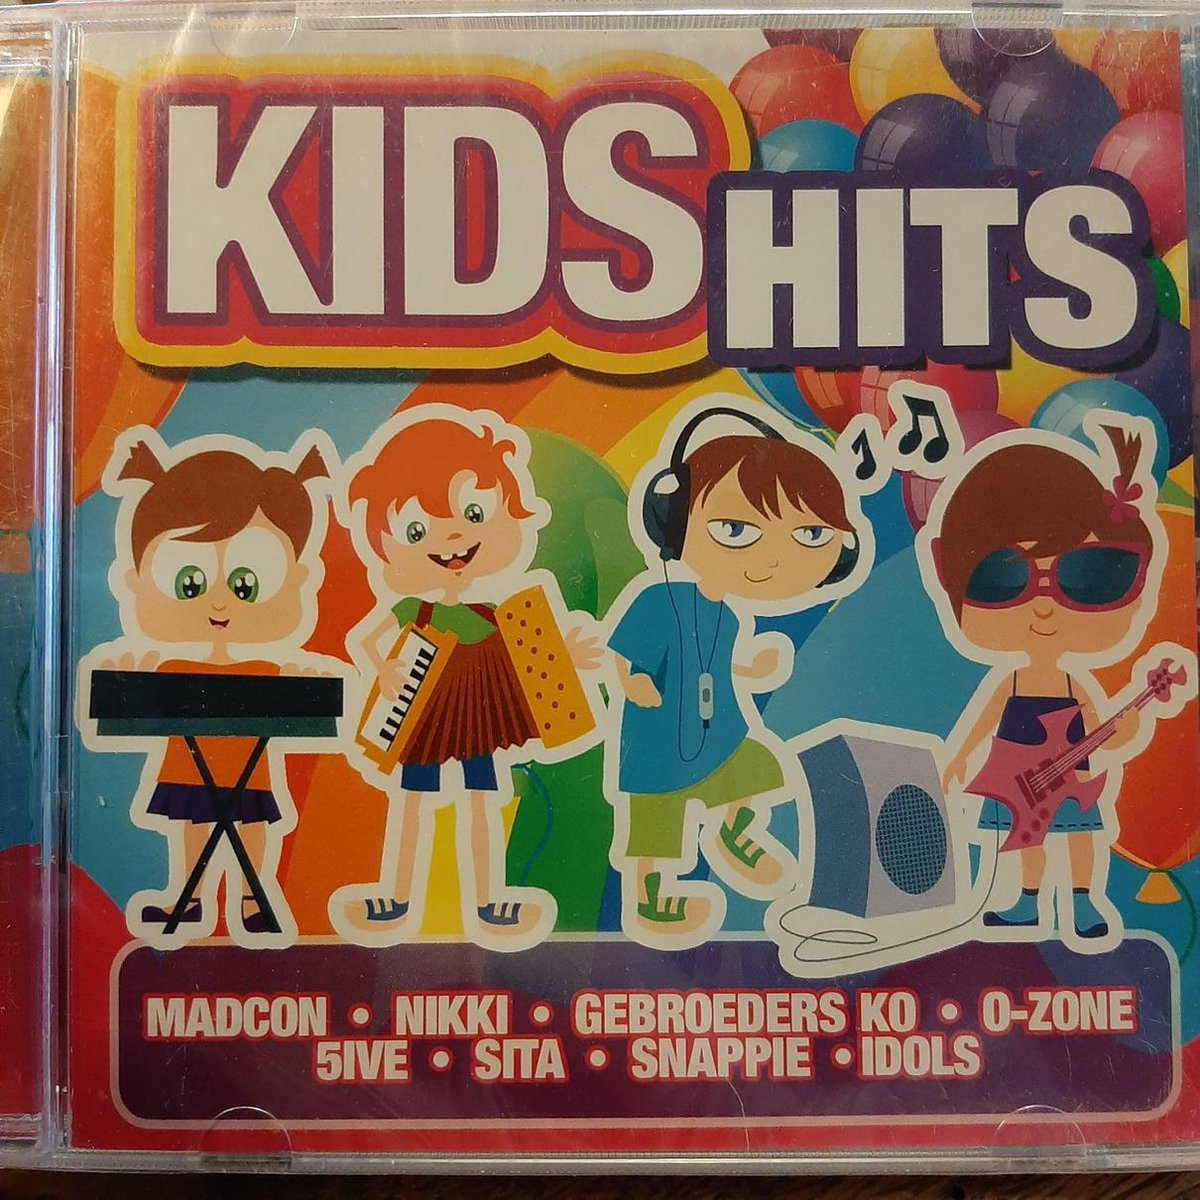 KIDS
HITS
MADCON • NIKKI • GEBROEDERS KO • O-ZONE
5IVE • SITA • SNAPPIE • IDOLS